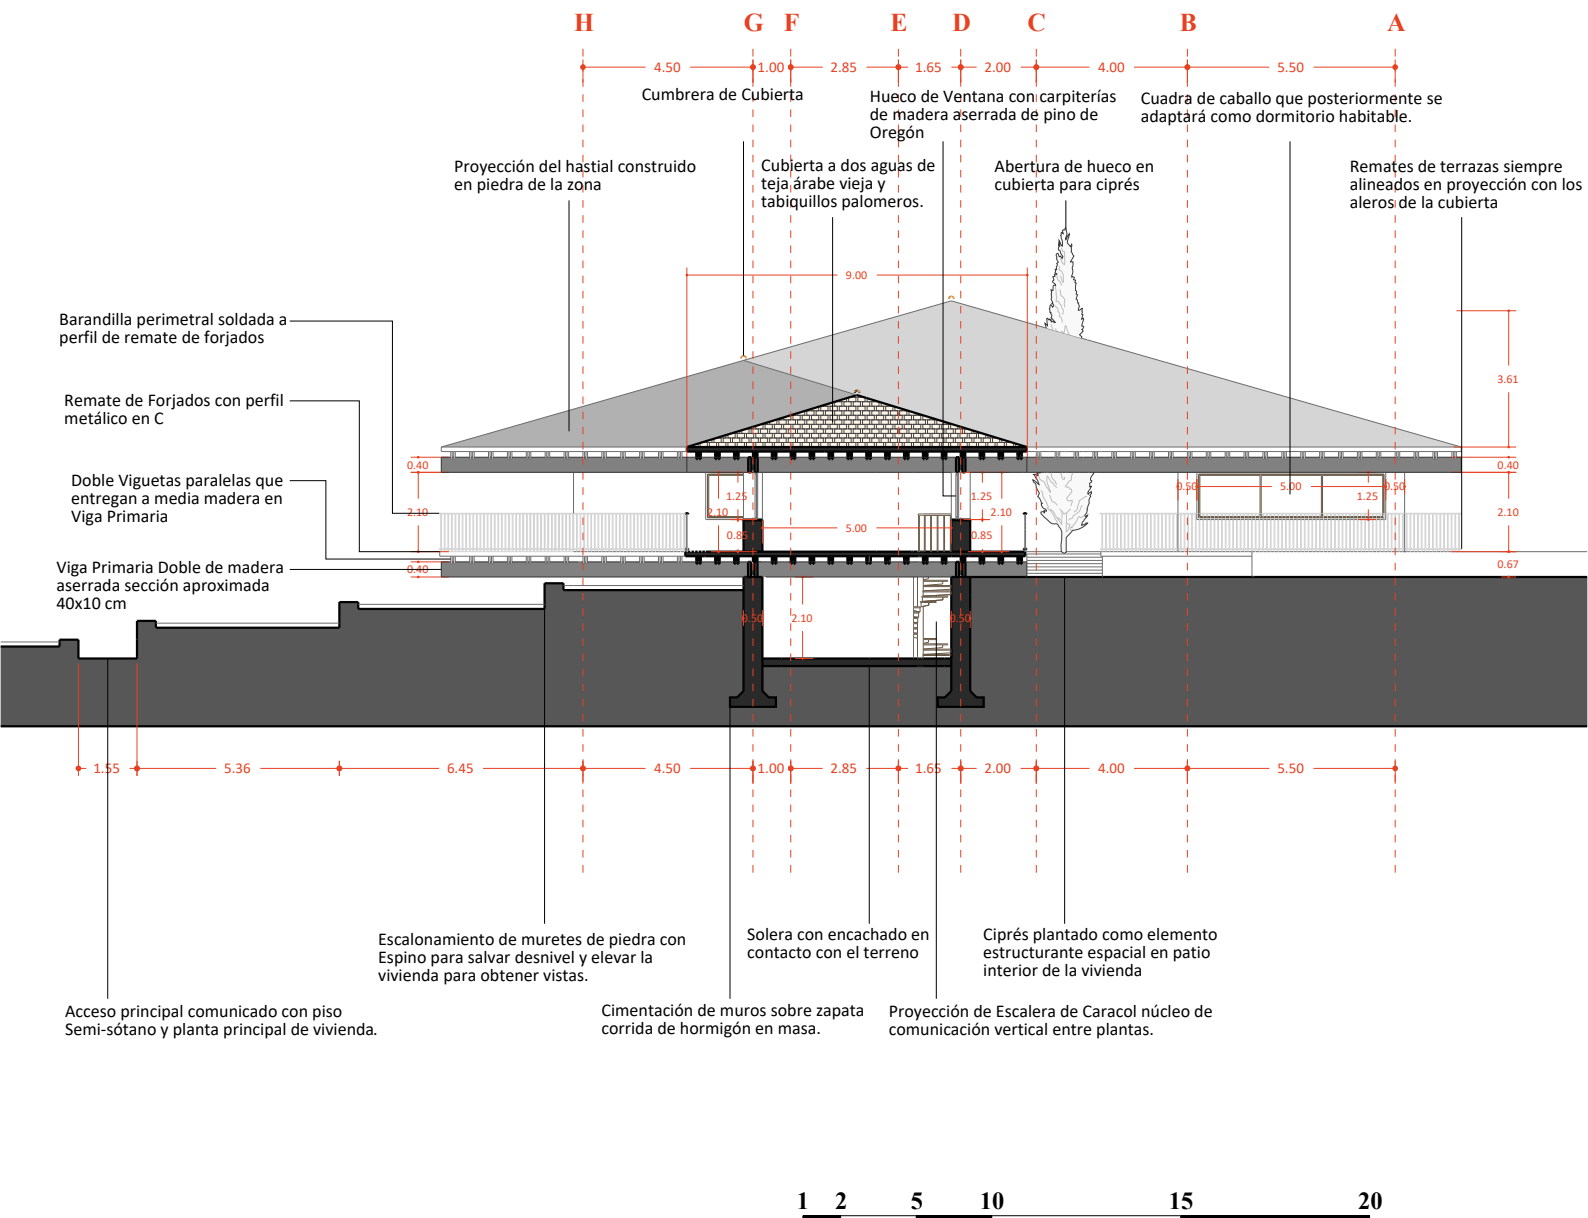 H G F E D C B A
4.50 1.00 2.85 1.65 2.00 4.00 5.50
Cumbrera de Cubierta
Hueco de Ventana con carpiterías
de madera aserrada de pino de
Oregón
Cuadra de caballo que posteriormente se
adaptará como dormitorio habitable.
Proyección del hastial construido
en piedra de la zona
Cubierta a dos aguas de
teja árabe vieja y
tabiquillos palomeros.
Abertura de hueco en
cubierta para ciprés
Remates de terrazas siempre
alineados en proyección con los
aleros de la cubierta
9.00
Barandilla perimetral soldada a
perfil de remate de forjados
3.61
Remate de Forjados con perfil
metálico en C
0.40 0.40
Doble Viguetas paralelas que
entregan a media madera en
Viga Primaria
1.25 1.25 0.50 5.00 0.50 1.25
2.10 2.10 2.10 2.10
0.85 5.00 0.85
Viga Primaria Doble de madera
aserrada sección aproximada
40x10 cm
0.40 0.67
0.50 2.10 0.50
1.55 5.36 6.45 4.50 1.00 2.85 1.65 2.00 4.00 5.50
Escalonamiento de muretes de piedra con
Espino para salvar desnivel y elevar la
vivienda para obtener vistas.
Solera con encachado en
contacto con el terreno
Ciprés plantado como elemento
estructurante espacial en patio
interior de la vivienda
Acceso principal comunicado con piso
Semi-sótano y planta principal de vivienda.
Cimentación de muros sobre zapata
corrida de hormigón en masa.
Proyección de Escalera de Caracol núcleo de
comunicación vertical entre plantas.
1 2 5 10 15 20